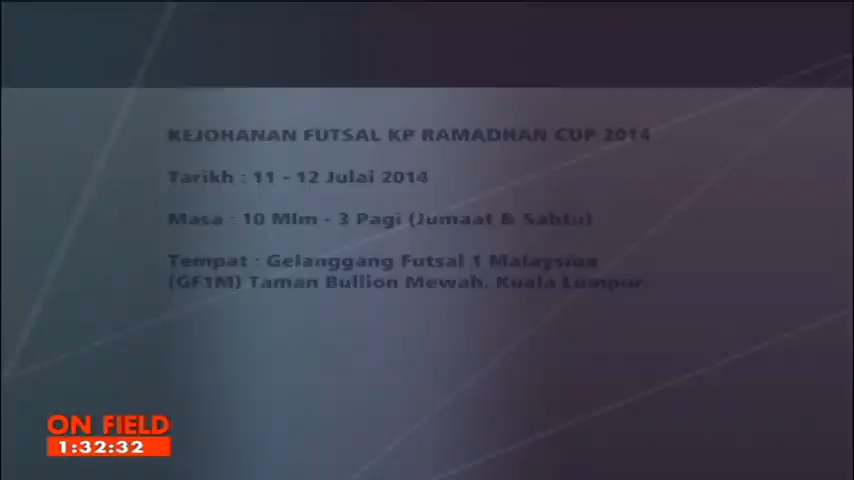 KEJOHANAN FUTSAL KP RAMADHAN CUP 2014
Tarikh : 11 - 12 Julai 2014
Masa : 10 Mlm - 3 Pagi (Jumaat & Sabtu)
Tempat : Gelanggang Futsal 1 Malaysia
(GF1M) Taman Bullion Mewah, Kuala Lumpur.
ON FIELD
1:32:32